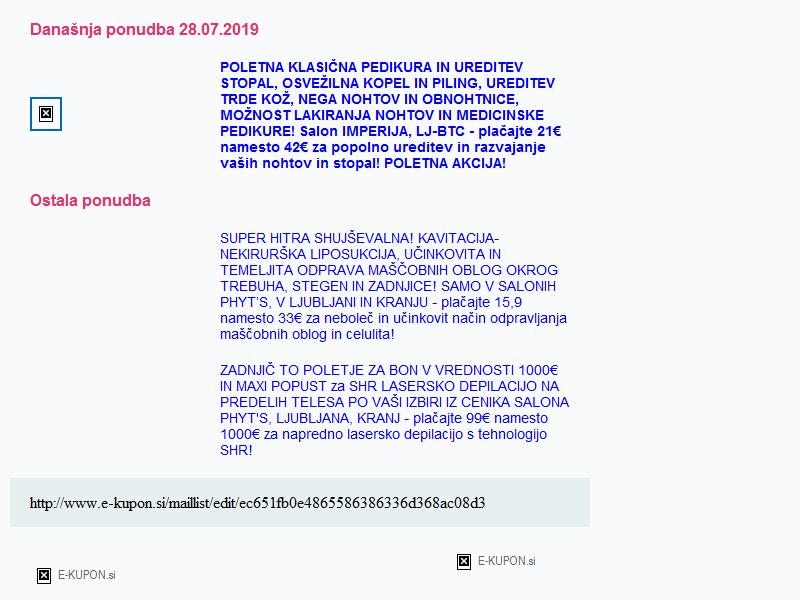 Današnja ponudba 28.07.2019
POLETNA KLASIČNA PEDIKURA IN UREDITEV
STOPAL, OSVEŽILNA KOPEL IN PILING, UREDITEV
TRDE KOŽ, NEGA NOHTOV IN OBNOHTNICE,
MOŽNOST LAKIRANJA NOHTOV IN MEDICINSKE
PEDIKURE! Salon IMPERIJA, LJ-BTC - plačajte 21€
namesto 42€ za popolno ureditev in razvajanje
vaših nohtov in stopal! POLETNA AKCIJA!
Ostala ponudba
SUPER HITRA SHUJŠEVALNA! KAVITACIJA-
NEKIRURŠKA LIPOSUKCIJA, UČINKOVITA IN
TEMELJITA ODPRAVA MAŠČOBNIH OBLOG OKROG
TREBUHA, STEGEN IN ZADNJICE! SAMO V SALONIH
PHYT'S, V LJUBLJANI IN KRANJU - plačajte 15,9
namesto 33€ za neboleč in učinkovit način odpravljanja
maščobnih oblog in celulita!
ZADNJIČ TO POLETJE ZA BON V VREDNOSTI 1000€
IN MAXI POPUST za SHR LASERSKO DEPILACIJO NA
PREDELIH TELESA PO VAŠI IZBIRI IZ CENIKA SALONA
PHYT'S, LJUBLJANA, KRANJ - plačajte 99€ namesto
1000€ za napredno lasersko depilacijo s tehnologijo
SHR!
http://www.e-kupon.si/maillist/edit/ec651fb0e4865586386336d368ac08d3
E-KUPON.si
E-KUPON.si